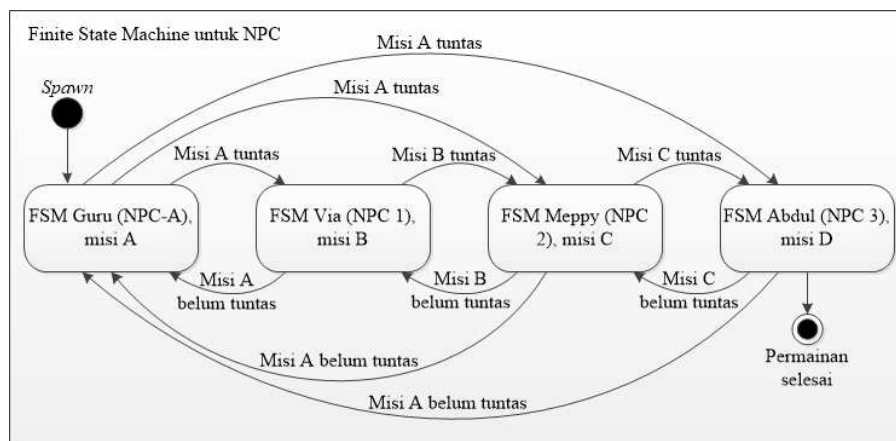 Finite State Machine untuk NPC
Misi A tuntas
Misi A tuntas
Spawn
Misi A tuntas
Misi B tuntas
Misi C tuntas
FSM Guru (NPC-A),
misi A
FSM Via (NPC 1),
misi B
FSM Meppy (NPC
2), misi C
FSM Abdul (NPC 3),
misi D
Misi A
belum tuntas
Misi B
belum tuntas
Misi C
belum tuntas
Misi A belum tuntas
Permainan
selesai
Misi A belum tuntas